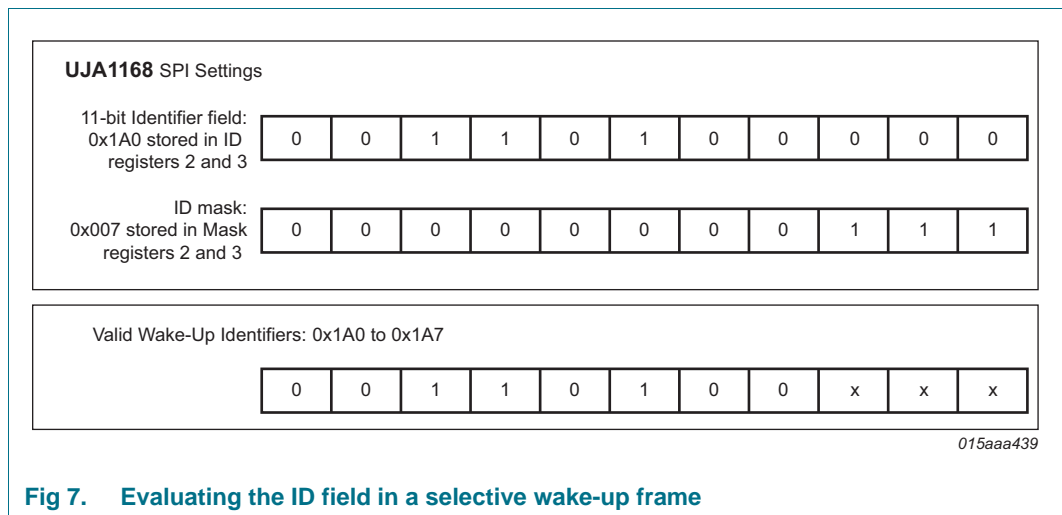 UJA1168 SPI Settings
11-bit Identifier field:
0x1A0 stored in ID
registers 2 and 3
0 0 1 1 0 1 0 0 0 0 0
ID mask:
0x007 stored in Mask
registers 2 and 3
0 0 0 0 0 0 0 0 1 1 1
Valid Wake-Up Identifiers: 0x1A0 to 0x1A7
0 0 1 1 0 1 0 0 x x x
015aaa439
Fig 7. Evaluating the ID field in a selective wake-up frame